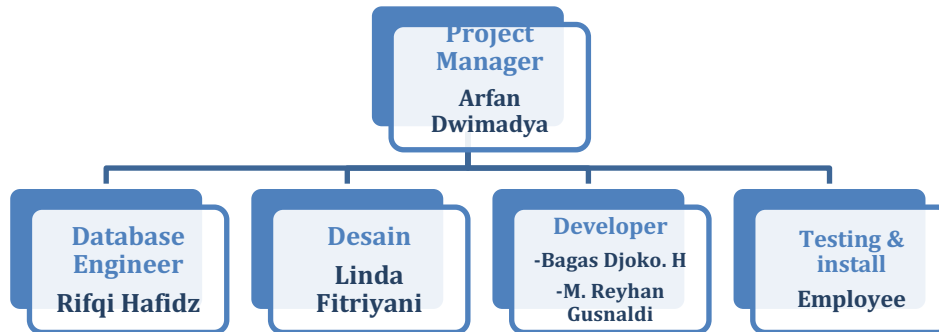 Project
Manager
Arfan
Dwimadya
Database
Engineer
Rifqi Hafidz
Desain
Linda
Fitriyani
Developer
-Bagas Djoko. H
-M. Reyhan
Gusnaldi
Testing &
install
Employee